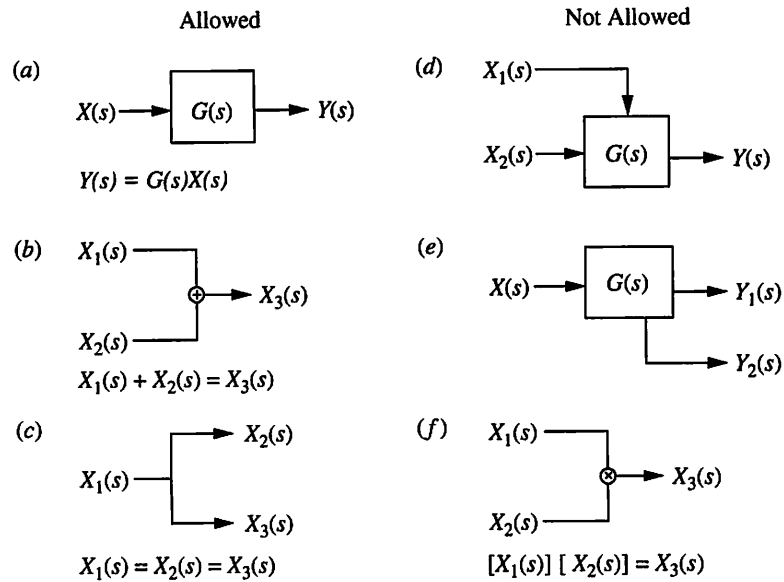 Allowed
(a)
X(s) G(s) Y(s)
Y(s) = G(s)X(s)
(b)
X₁(s)
+ X₃(s)
X₂(s)
X₁(s) + X₂(s) = X₃(s)
(c)
X₂(s)
X₁(s)
X₃(s)
X₁(s) = X₂(s) = X₃(s)
Not Allowed
(d)
X₁(s)
X₂(s) G(s) Y(s)
(e)
X(s) G(s) Y₁(s)
Y₂(s)
(f)
X₁(s)
× X₃(s)
X₂(s)
[X₁(s)] [ X₂(s)] = X₃(s)